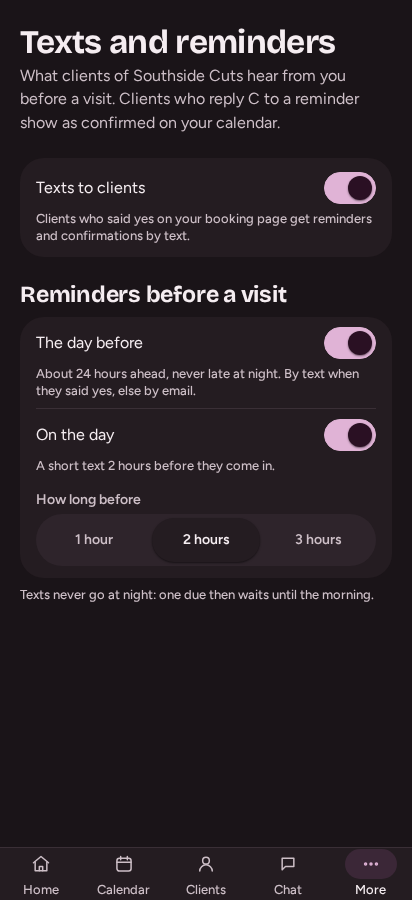 Texts and reminders
What clients of Southside Cuts hear from you
before a visit. Clients who reply C to a reminder
show as confirmed on your calendar.
Texts to clients
Clients who said yes on your booking page get reminders
and confirmations by text.
Reminders before a visit
The day before
About 24 hours ahead, never late at night. By text when
they said yes, else by email.
On the day
A short text 2 hours before they come in.
How long before
1 hour
2 hours
3 hours
Texts never go at night: one due then waits until the morning.
Home
Calendar
Clients
Chat
More